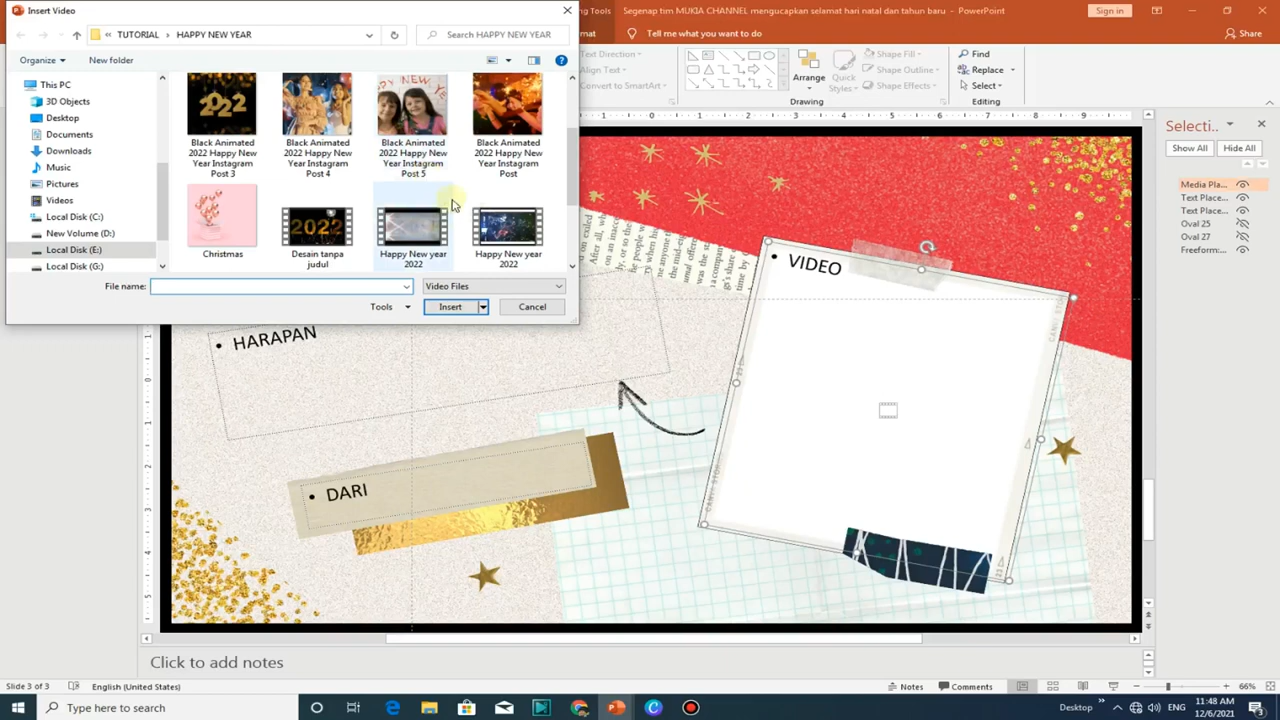 Insert Video
ng Tools
Segenap tim MUKIA CHANNEL mengucapkan selamat hari natal dan tahun baru - PowerPoint
Sign in
TUTORIAL > HAPPY NEW YEAR
Search HAPPY NEW YEAR
mat
Tell me what you want to do
Share
Organize
New folder
Text Direction
Align Text
Convert to SmartArt
Arrange
Quick
Styles
Shape Fill
Shape Outline
Shape Effects
Find
Replace
Select
Drawing
Editing
This PC
3D Objects
Desktop
Documents
Downloads
Music
Pictures
Videos
Local Disk (C:)
New Volume (D:)
Local Disk (E:)
Local Disk (G:)
Black Animated
2022 Happy New
Year Instagram
Post 3
Black Animated
2022 Happy New
Year Instagram
Post 4
Black Animated
2022 Happy New
Year Instagram
Post 5
Black Animated
2022 Happy New
Year Instagram
Post
Christmas
2022
Desain tanpa
judul
Happy New year
2022
Happy New year
2022
File name:
Video Files
Tools
Insert
Cancel
Selecti...
Show All
Hide All
Media Pla...
Text Place...
Text Place...
Oval 25
Oval 27
Freeform:...
• VIDEO
• HARAPAN
• DARI
Click to add notes
Slide 3 of 3
English (United States)
Notes
Comments
66%
Type here to search
Desktop
ENG
11:48 AM
12/6/2021